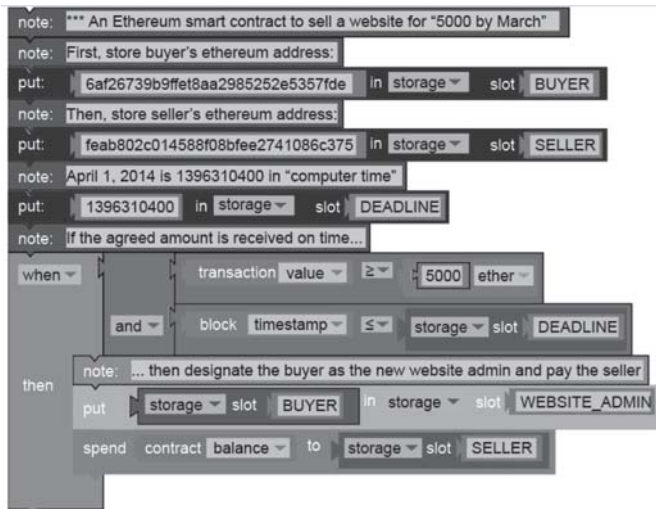 note: "*** An Ethereum smart contract to sell a website for "5000 by March"
note: First, store buyer's ethereum address:
put: 6af26739b9ffet8aa2985252e5357fde in storage slot BUYER
note: Then, store seller's ethereum address:
put: feab802c014588f08bfee2741086c375 in storage slot SELLER
note: April 1, 2014 is 1396310400 in "computer time"
put: 1396310400 in storage slot DEADLINE
note: If the agreed amount is received on time...
when transaction value ≥ 5000 ether
and block timestamp ≤ storage slot DEADLINE
note: ... then designate the buyer as the new website admin and pay the seller
then
put storage slot BUYER in storage slot WEBSITE_ADMIN
spend contract balance to storage slot SELLER